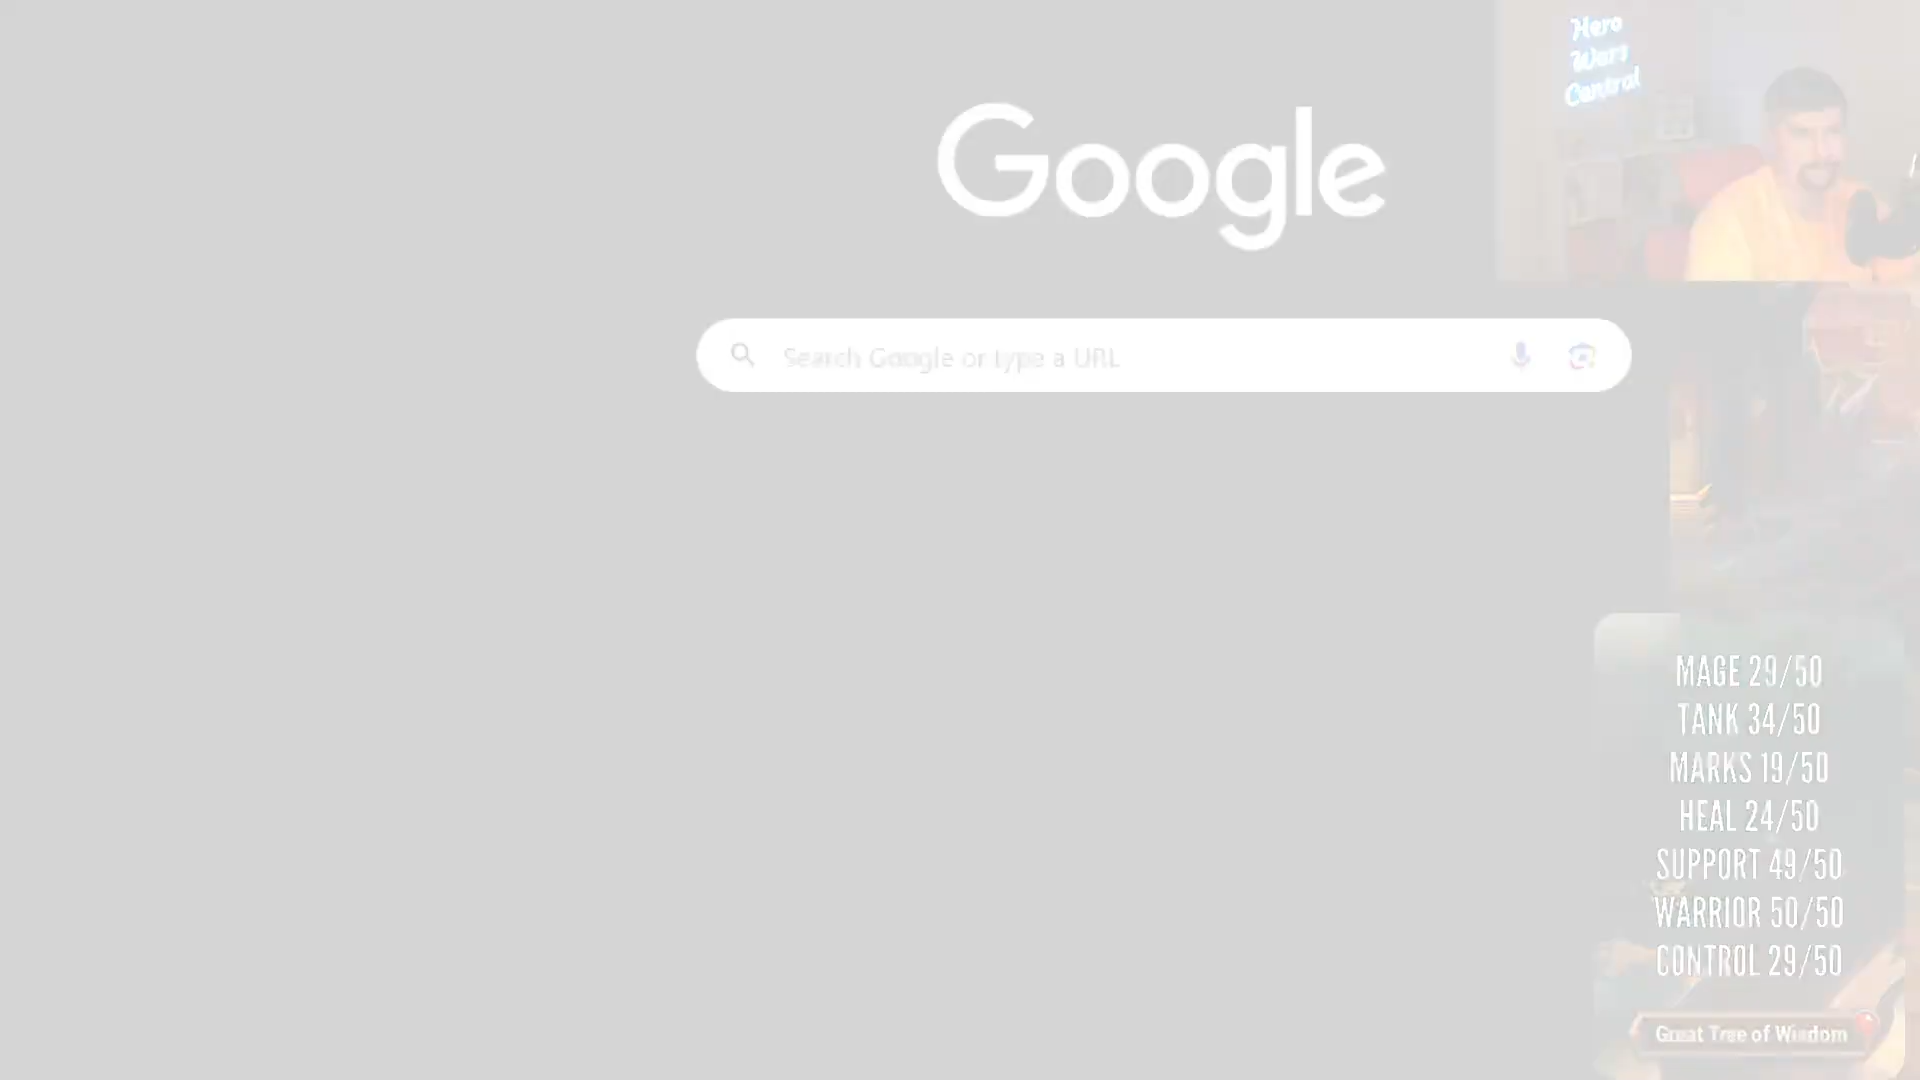 Hero
Wars
Central
Google
Search Google or type a URL
MAGE 29/50
TANK 34/50
MARKS 19/50
HEAL 24/50
SUPPORT 49/50
WARRIOR 50/50
CONTROL 29/50
Great Tree of Wisdom